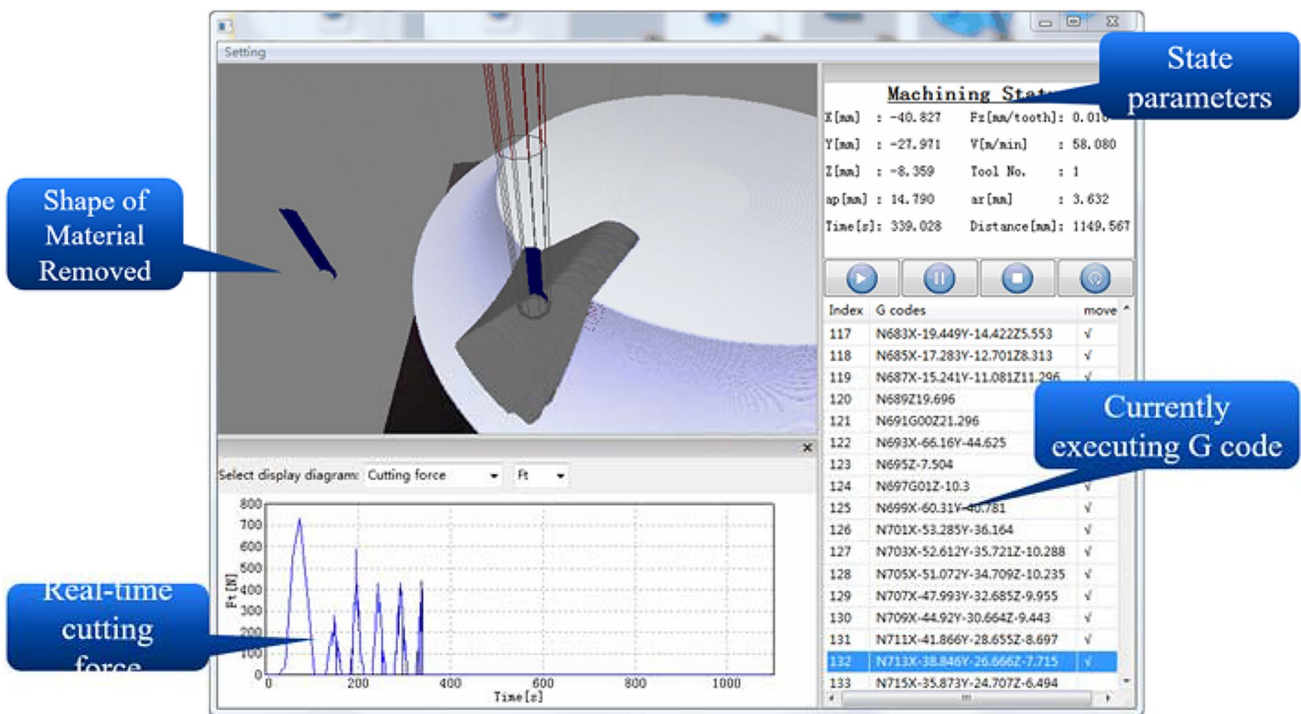 Setting
State
parameters
Machining
X[mm] : -40.827 Fz[mm/tooth]: 0.010
Y[mm] : -27.971 V[m/min] : 58.080
Z[mm] : -8.359 Tool No. : 1
ap[mm] : 14.790 ar[mm] : 3.632
Time[s]: 339.028 Distance[mm]: 1149.567
Shape of
Material
Removed
Index G codes move
117 N683X-19.449Y-14.422Z5.553 √
118 N685X-17.283Y-12.701Z8.313 √
119 N687X-15.241Y-11.081Z11.296 √
120 N689Z19.696
121 N691G00Z21.296
122 N693X-66.16Y-44.625
123 N695Z-7.504
124 N697G01Z-10.3 √
125 N699X-60.31Y-40.781 √
126 N701X-53.285Y-36.164 √
127 N703X-52.612Y-35.721Z-10.288 √
128 N705X-51.072Y-34.709Z-10.235 √
129 N707X-47.993Y-32.685Z-9.955 √
130 N709X-44.92Y-30.664Z-9.443 √
131 N711X-41.866Y-28.655Z-8.697 √
132 N713X-38.846Y-26.666Z-7.715 √
133 N715X-35.873Y-24.707Z-6.494
Currently
executing G code
Select display diagram: Cutting force Ft
800
700
600
500
400
300
200
100
0
Ft[N]
0 200 400 600 800 1000
Time[s]
Real-time
cutting
force